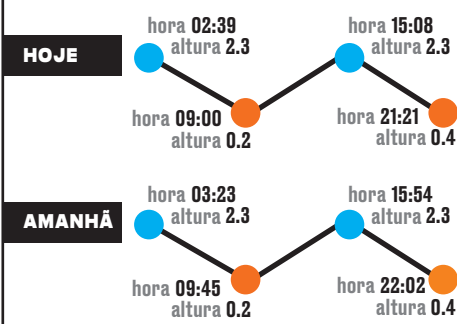 HOJE
hora 02:39
altura 2.3
hora 15:08
altura 2.3
hora 09:00
altura 0.2
hora 21:21
altura 0.4
AMANHÃ
hora 03:23
altura 2.3
hora 15:54
altura 2.3
hora 09:45
altura 0.2
hora 22:02
altura 0.4